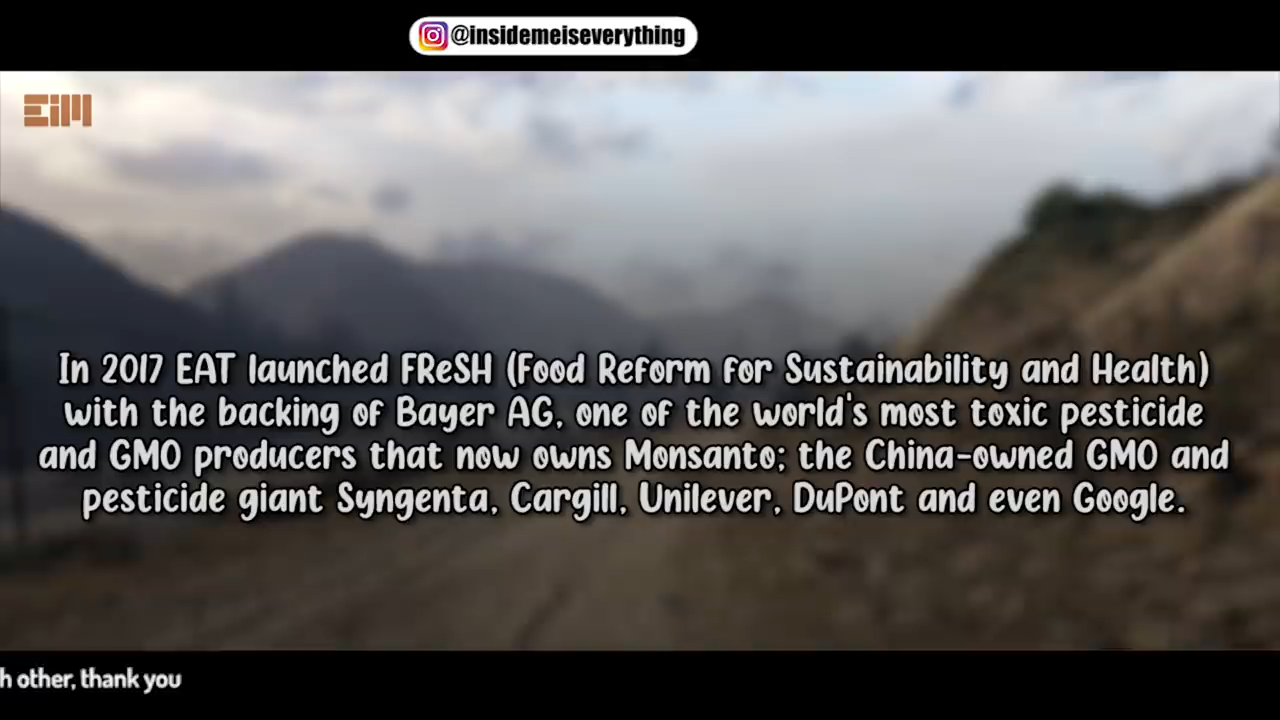 @insidemeiseverything
EiM
In 2017 EAT launched FReSH (Food Reform for Sustainability and Health)
with the backing of Bayer AG, one of the world's most toxic pesticide
and GMO producers that now owns Monsanto; the China-owned GMO and
pesticide giant Syngenta, Cargill, Unilever, DuPont and even Google.
h other, thank you